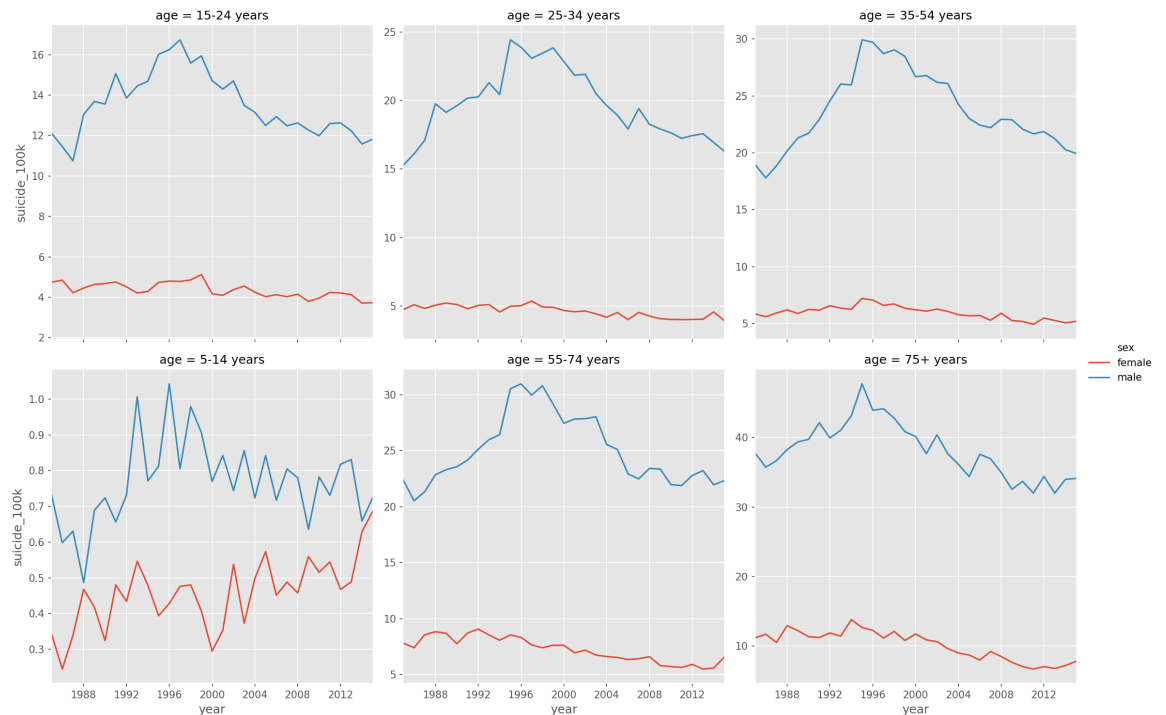 age = 15-24 years
age = 25-34 years
age = 35-54 years
16
14
12
10
8
6
4
2
suicide_100k
25
20
15
10
5
30
25
20
15
10
5
age = 5-14 years
age = 55-74 years
age = 75+ years
1.0
0.9
0.8
0.7
0.6
0.5
0.4
0.3
suicide_100k
30
25
20
15
10
5
40
30
20
10
1988 1992 1996 2000 2004 2008 2012
year
1988 1992 1996 2000 2004 2008 2012
year
1988 1992 1996 2000 2004 2008 2012
year
sex
female
male